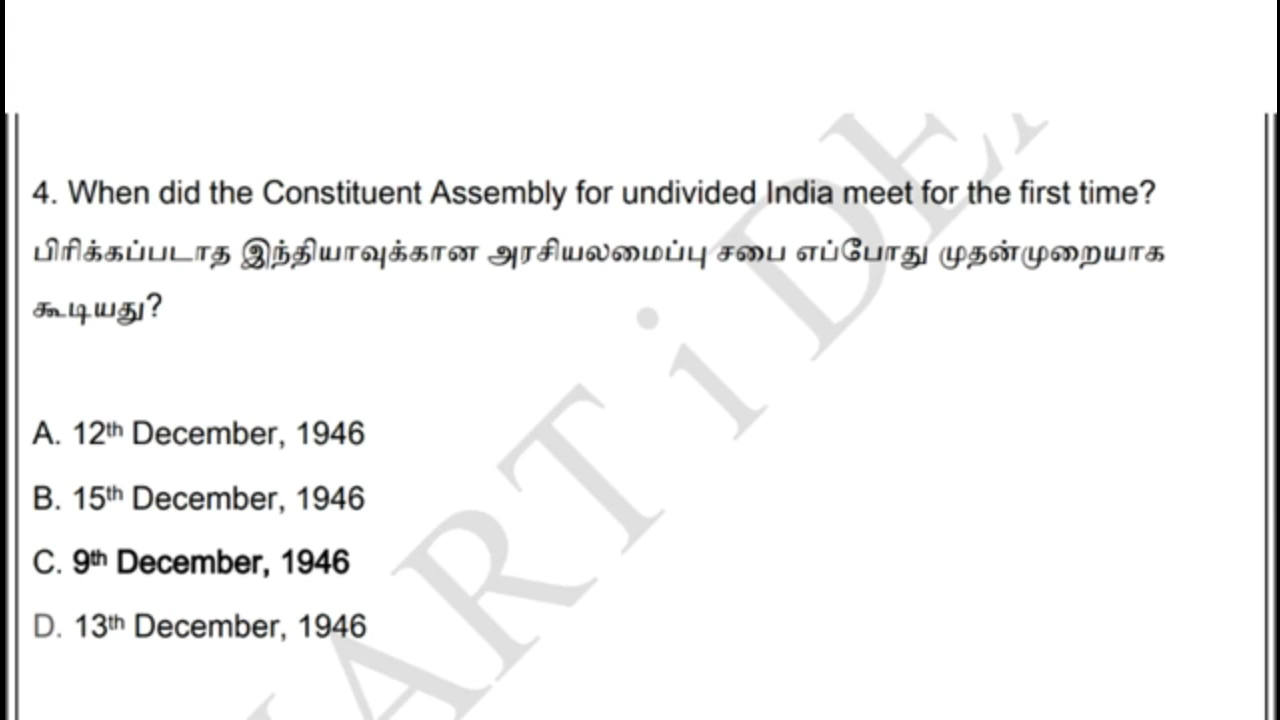 4. When did the Constituent Assembly for undivided India meet for the first time?
பிரிக்கப்படாத இந்தியாவுக்கான அரசியலமைப்பு சபை எப்போது முதன்முறையாக
கூடியது?
A. 12th December, 1946
B. 15th December, 1946
C. 9th December, 1946
D. 13th December, 1946